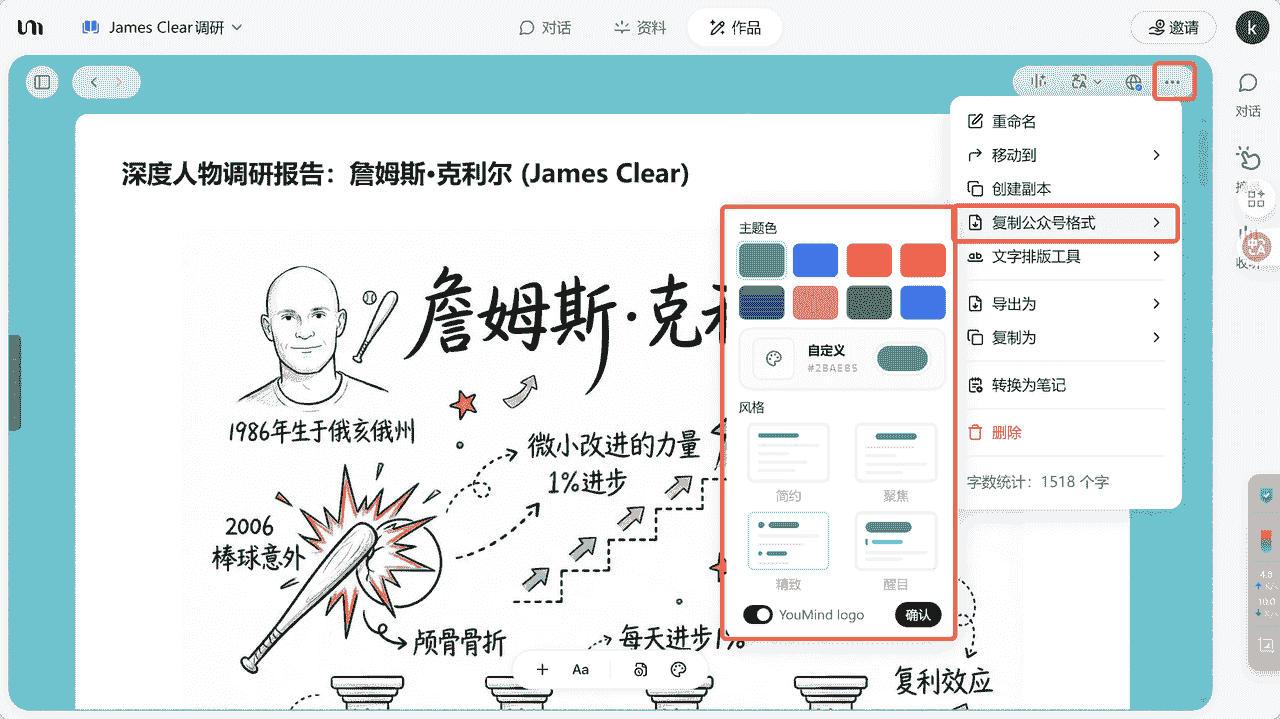 James Clear调研
对话
资料
作品
邀请
k
对话
重命名
移动到
创建副本
复制公众号格式
文字排版工具
导出为
复制为
转换为笔记
删除
字数统计：1518 个字
主题色
自定义
#2BAE85
风格
简约
聚焦
精致
醒目
YouMind logo
确认
深度人物调研报告：詹姆斯·克利尔 (James Clear)
詹姆斯·克
1986年生于俄亥俄州
微小改进的力量
1%进步
2006
棒球意外
颅骨骨折
每天进步1%
复利效应
Aa